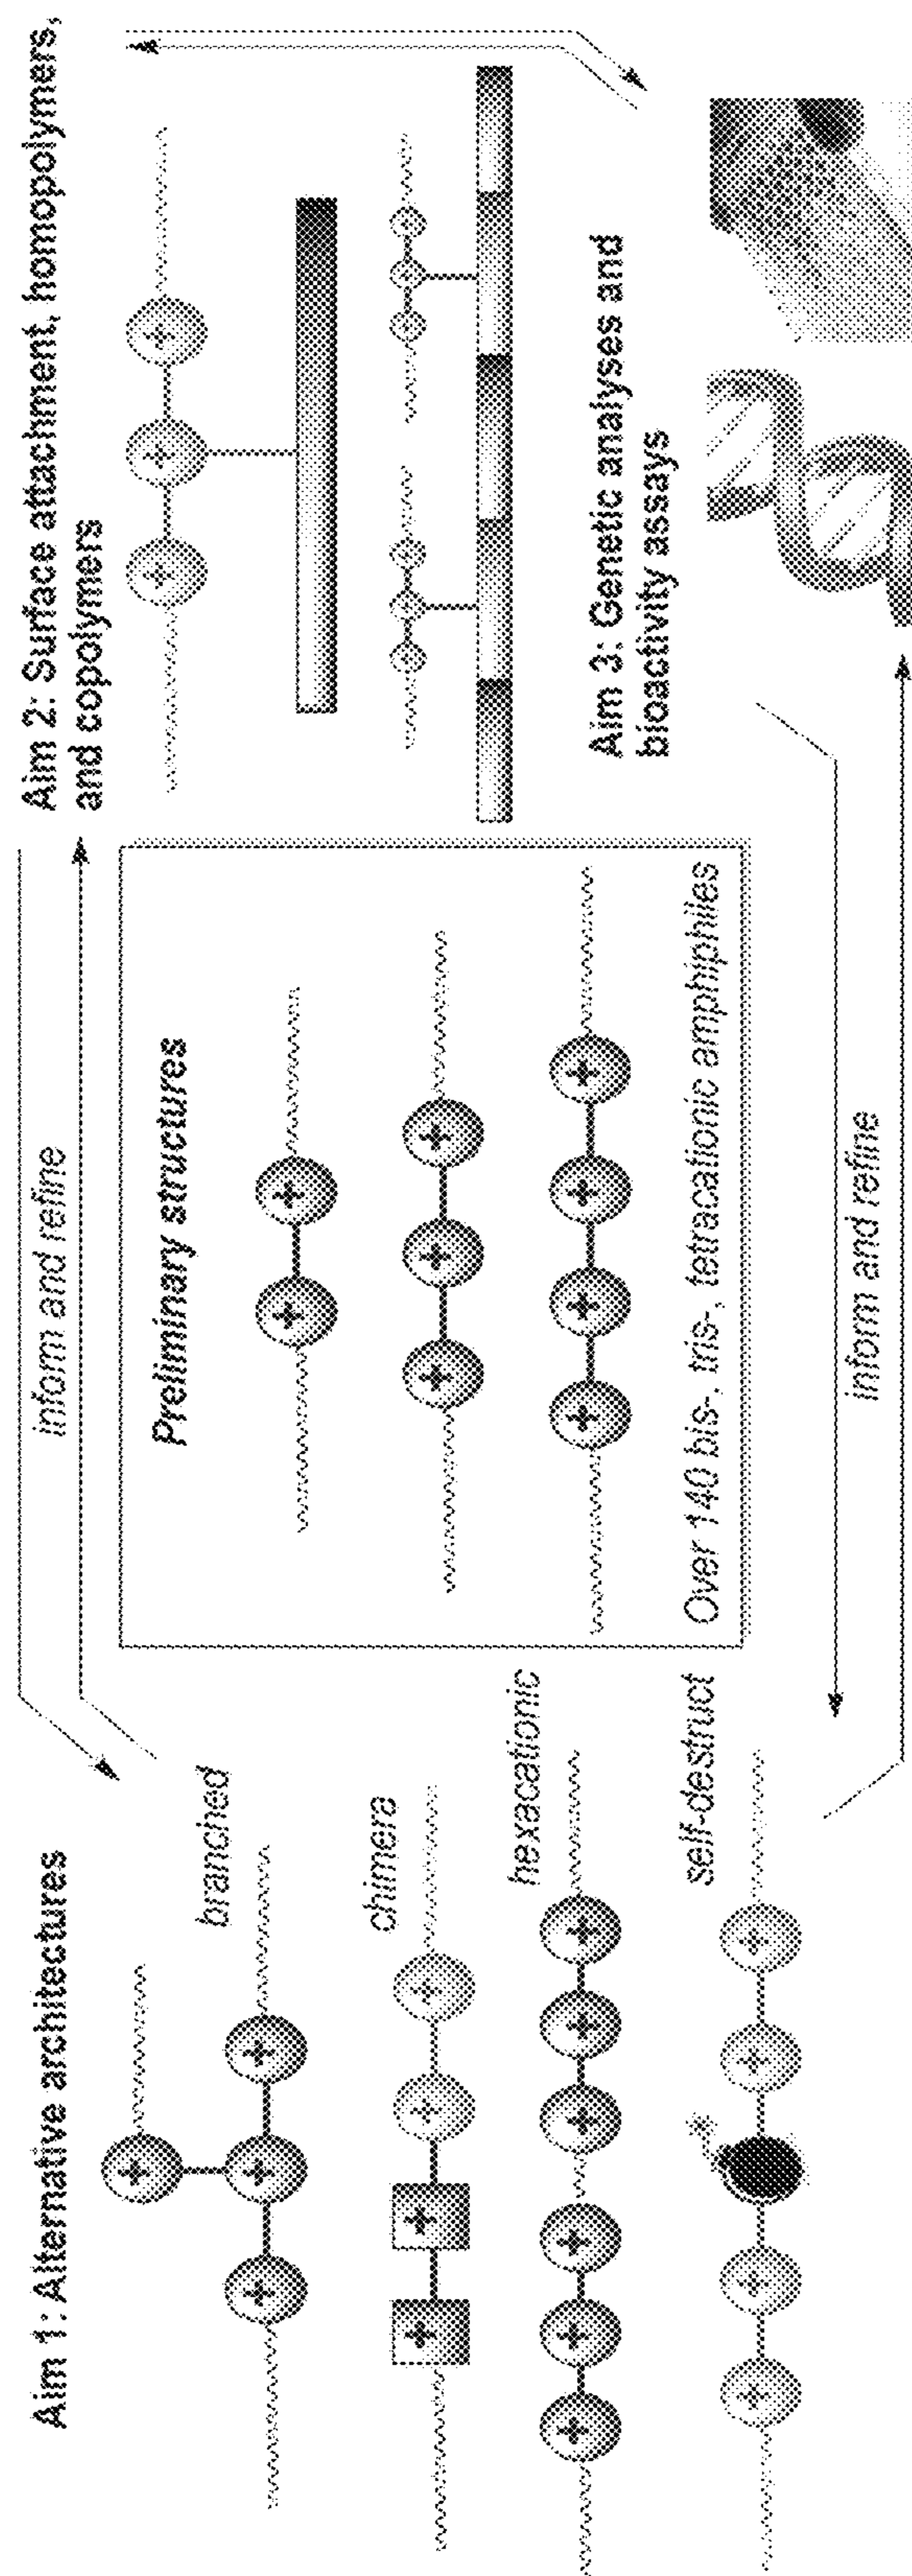 Aim 1: Alternative architectures
branched
chimera
hexacationic
self-destruct
inform and refine
Preliminary structures
Over 140 bis-, tris-, tetracationic amphiphiles
inform and refine
Aim 2: Surface attachment, homopolymers,
and copolymers
Aim 3: Genetic analyses and
bioactivity assays